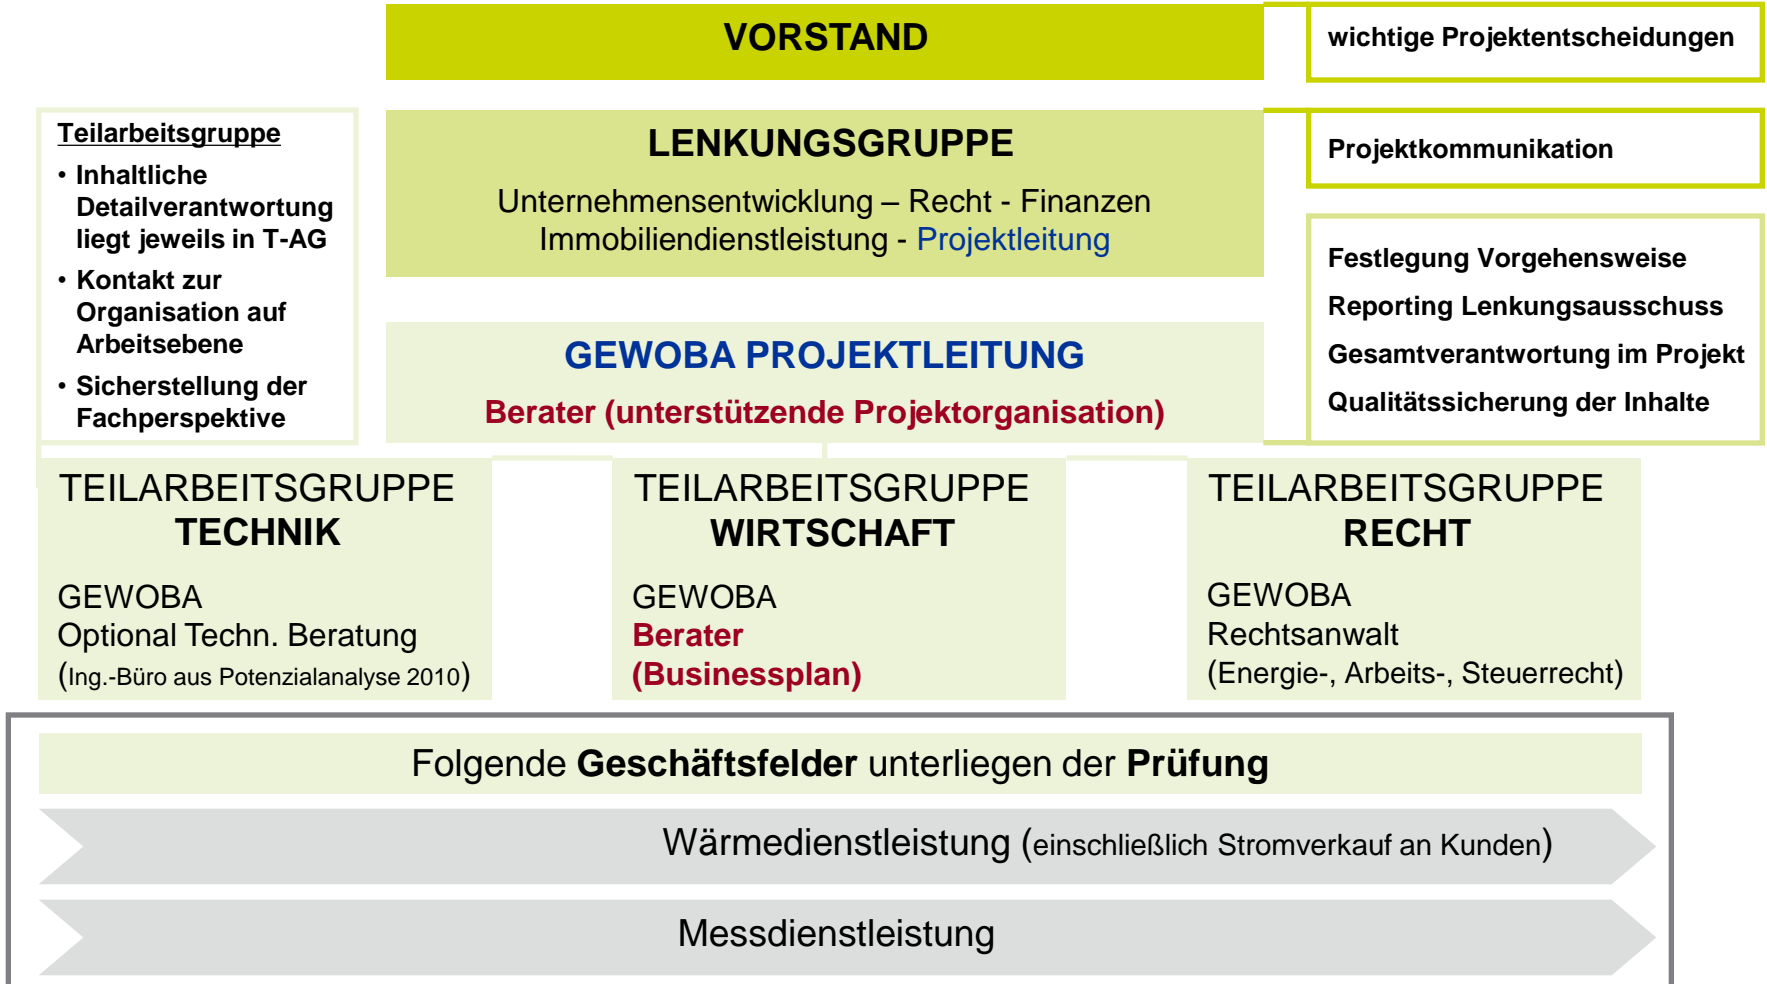 VORSTAND
wichtige Projektentscheidungen
Teilarbeitsgruppe
• Inhaltliche
Detailverantwortung
liegt jeweils in T-AG
• Kontakt zur
Organisation auf
Arbeitsebene
• Sicherstellung der
Fachperspektive
LENKUNGSGRUPPE
Unternehmensentwicklung – Recht - Finanzen
Immobiliendienstleistung - Projektleitung
Projektkommunikation
GEWOBA PROJEKTLEITUNG
Berater (unterstützende Projektorganisation)
Festlegung Vorgehensweise
Reporting Lenkungsausschuss
Gesamtverantwortung im Projekt
Qualitätssicherung der Inhalte
TEILARBEITSGRUPPE
TECHNIK
GEWOBA
Optional Techn. Beratung
(Ing.-Büro aus Potenzialanalyse 2010)
TEILARBEITSGRUPPE
WIRTSCHAFT
GEWOBA
Berater
(Businessplan)
TEILARBEITSGRUPPE
RECHT
GEWOBA
Rechtsanwalt
(Energie-, Arbeits-, Steuerrecht)
Folgende Geschäftsfelder unterliegen der Prüfung
Wärmedienstleistung (einschließlich Stromverkauf an Kunden)
Messdienstleistung